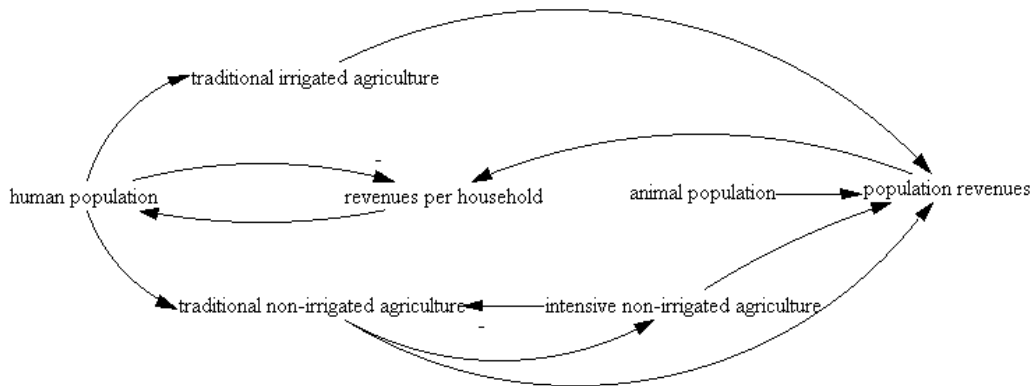 traditional irrigated agriculture
-
human population
revenues per household
animal population
population revenues
traditional non-irrigated agriculture
intensive non-irrigated agriculture
-